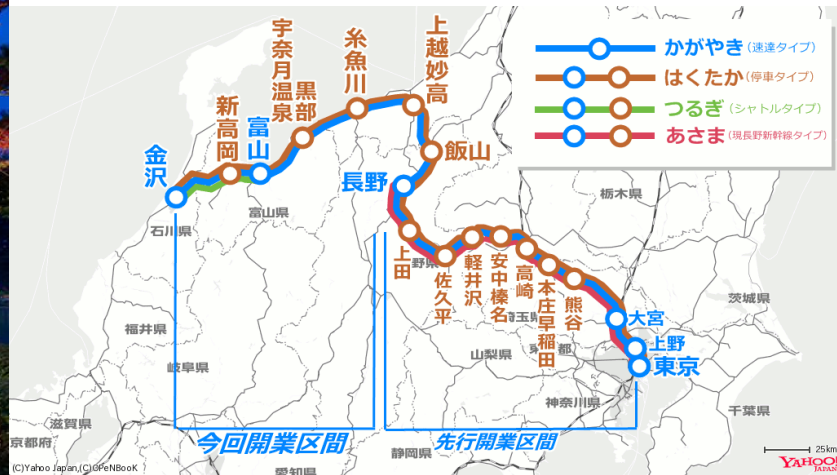 かがやき(速達タイプ)
はくたか(停車タイプ)
つるぎ(シャトルタイプ)
あさま(現長野新幹線タイプ)
上越妙高
糸魚川
宇奈月温泉
黒部
新高岡
富山
金沢
飯山
長野
上田
佐久平
軽井沢
安中榛名
高崎
本庄早稲田
熊谷
大宮
上野
東京
栃木県
茨城県
富山県
石川県
野県
福井県
岐阜県
山梨県
神奈川県
千葉県
滋賀県
京都府
静岡県
愛知県
今回開業区間
先行開業区間
25km
(C)Yahoo Japan,(C)OPeNBooK
YAHOO!
JAPAN